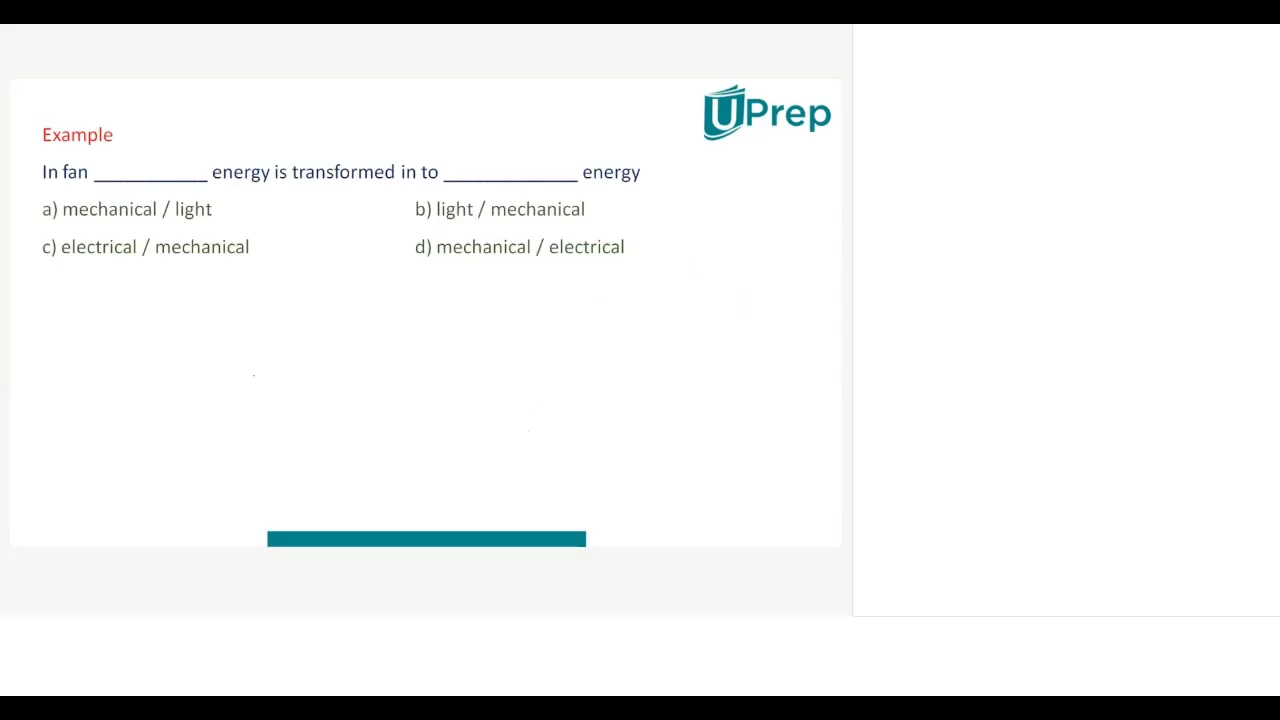 UPrep
Example
In fan ___________ energy is transformed in to _____________ energy
a) mechanical / light b) light / mechanical
c) electrical / mechanical d) mechanical / electrical